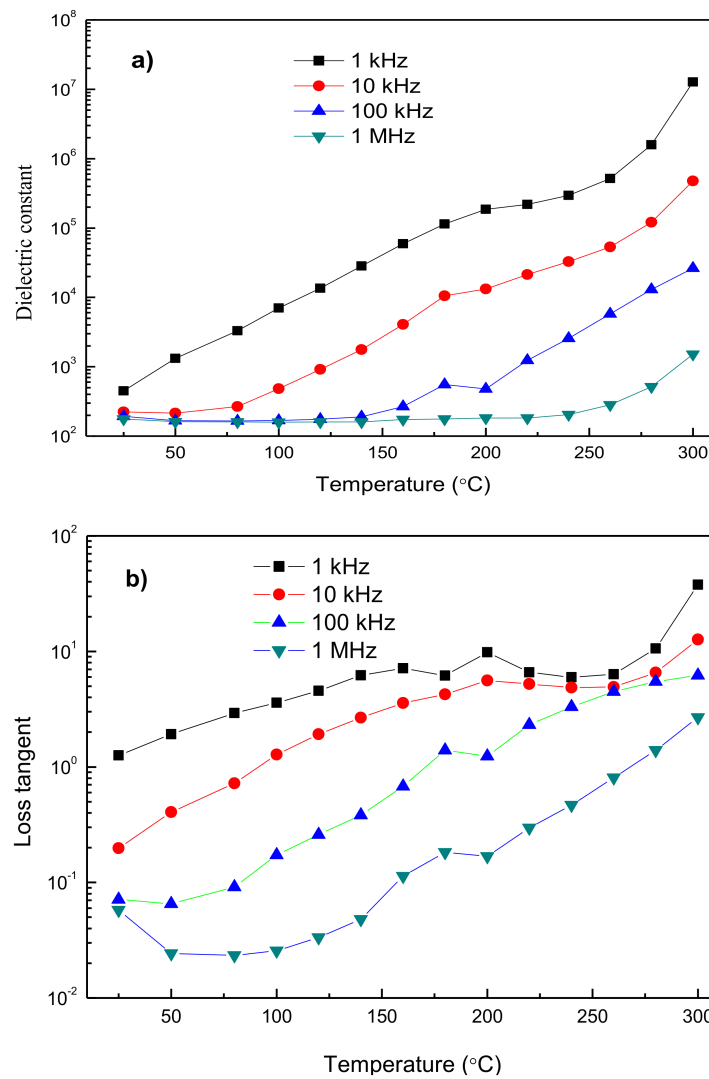 10^8
a)
1 kHz
10 kHz
100 kHz
1 MHz
10^7
10^6
10^5
10^4
10^3
10^2
Dielectric constant
50 100 150 200 250 300
Temperature (°C)
10^2
b)
1 kHz
10 kHz
100 kHz
1 MHz
10^1
10^0
10^-1
10^-2
Loss tangent
50 100 150 200 250 300
Temperature (°C)